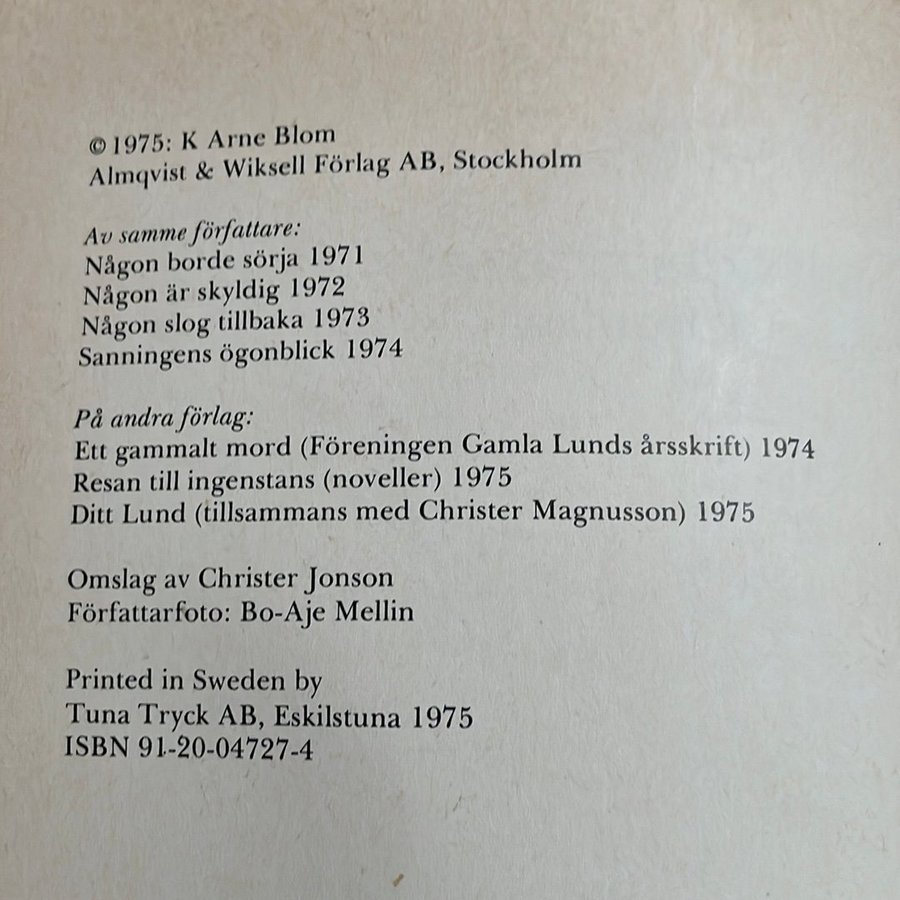 © 1975: K Arne Blom
Almqvist & Wiksell Förlag AB, Stockholm
Av samme författare:
Någon borde sörja 1971
Någon är skyldig 1972
Någon slog tillbaka 1973
Sanningens ögonblick 1974
På andra förlag:
Ett gammalt mord (Föreningen Gamla Lunds årsskrift) 1974
Resan till ingenstans (noveller) 1975
Ditt Lund (tillsammans med Christer Magnusson) 1975
Omslag av Christer Jonson
Författarfoto: Bo-Aje Mellin
Printed in Sweden by
Tuna Tryck AB, Eskilstuna 1975
ISBN 91-20-04727-4